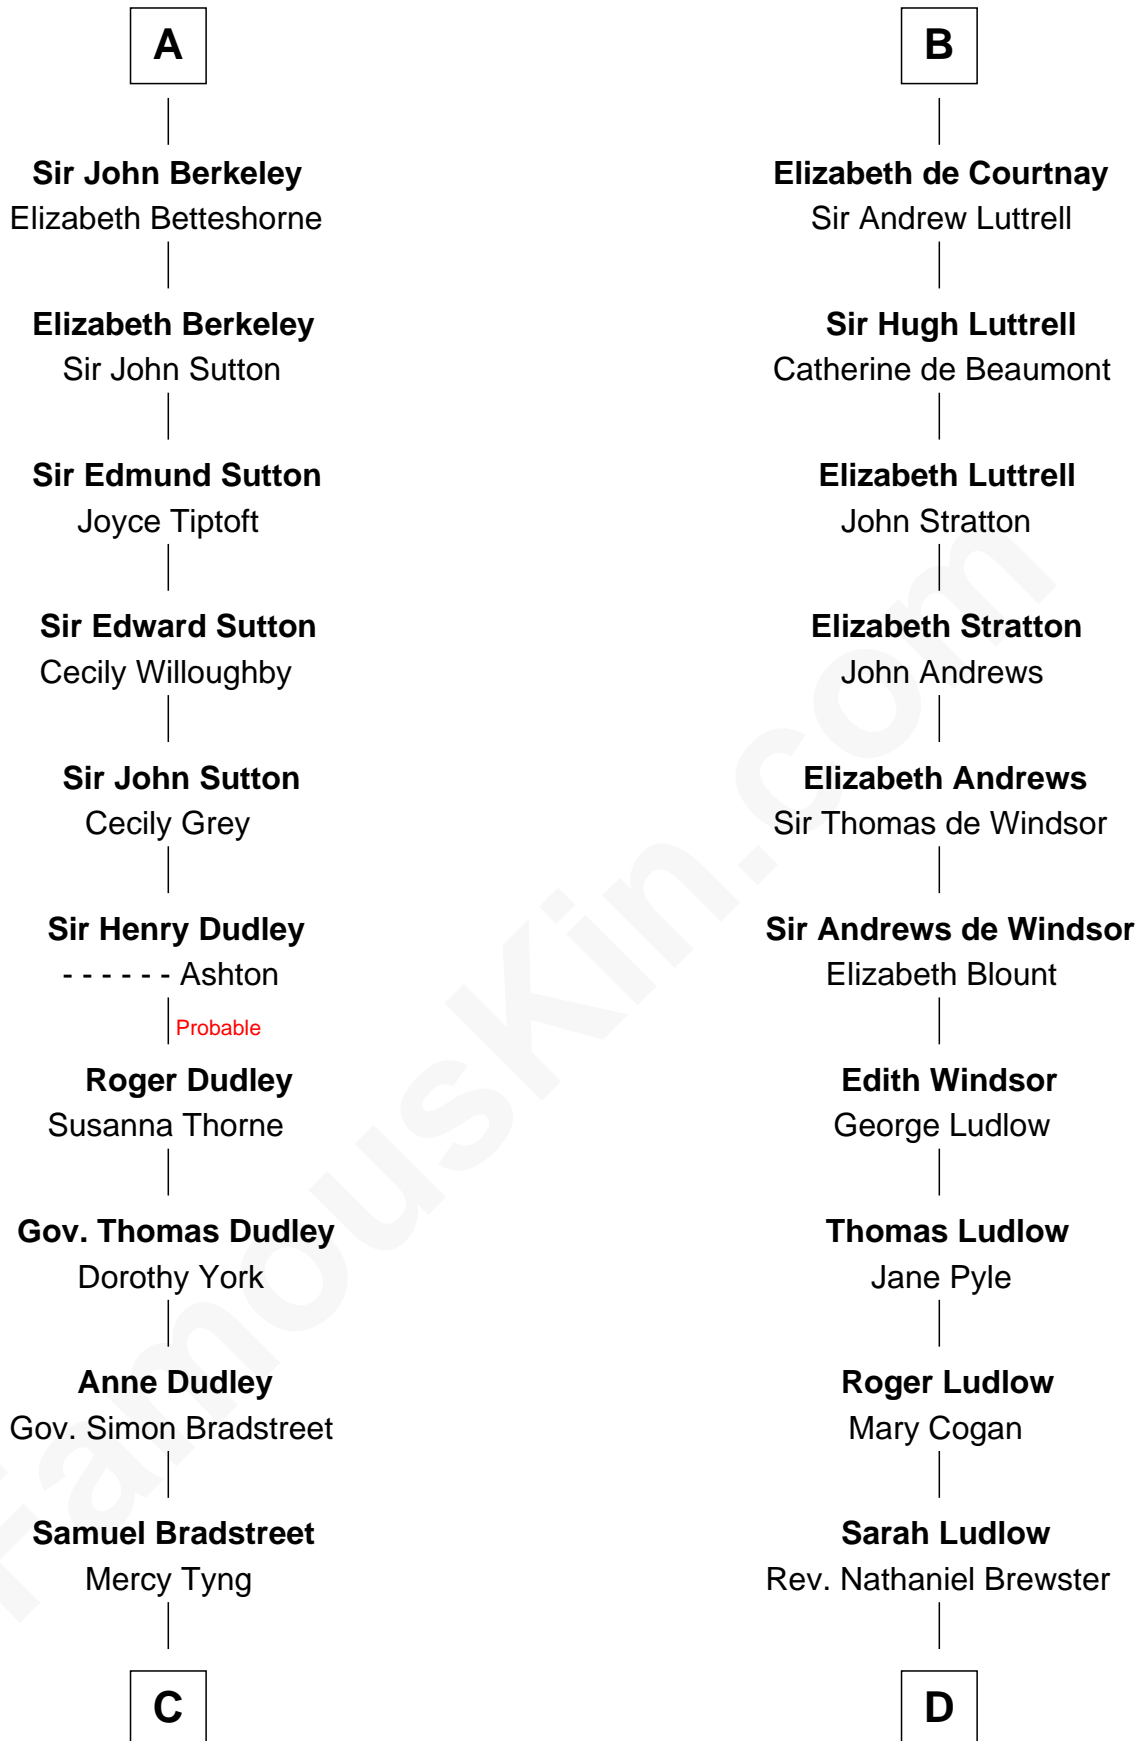 A
Sir John Berkeley
Elizabeth Betteshorne
Elizabeth Berkeley
Sir John Sutton
Sir Edmund Sutton
Joyce Tiptoft
Sir Edward Sutton
Cecily Willoughby
Sir John Sutton
Cecily Grey
Sir Henry Dudley
- - - - - - Ashton
Probable
Roger Dudley
Susanna Thorne
Gov. Thomas Dudley
Dorothy York
Anne Dudley
Gov. Simon Bradstreet
Samuel Bradstreet
Mercy Tyng
C
B
Elizabeth de Courtnay
Sir Andrew Luttrell
Sir Hugh Luttrell
Catherine de Beaumont
Elizabeth Luttrell
John Stratton
Elizabeth Stratton
John Andrews
Elizabeth Andrews
Sir Thomas de Windsor
Sir Andrews de Windsor
Elizabeth Blount
Edith Windsor
George Ludlow
Thomas Ludlow
Jane Pyle
Roger Ludlow
Mary Cogan
Sarah Ludlow
Rev. Nathaniel Brewster
D
FamousKin.com